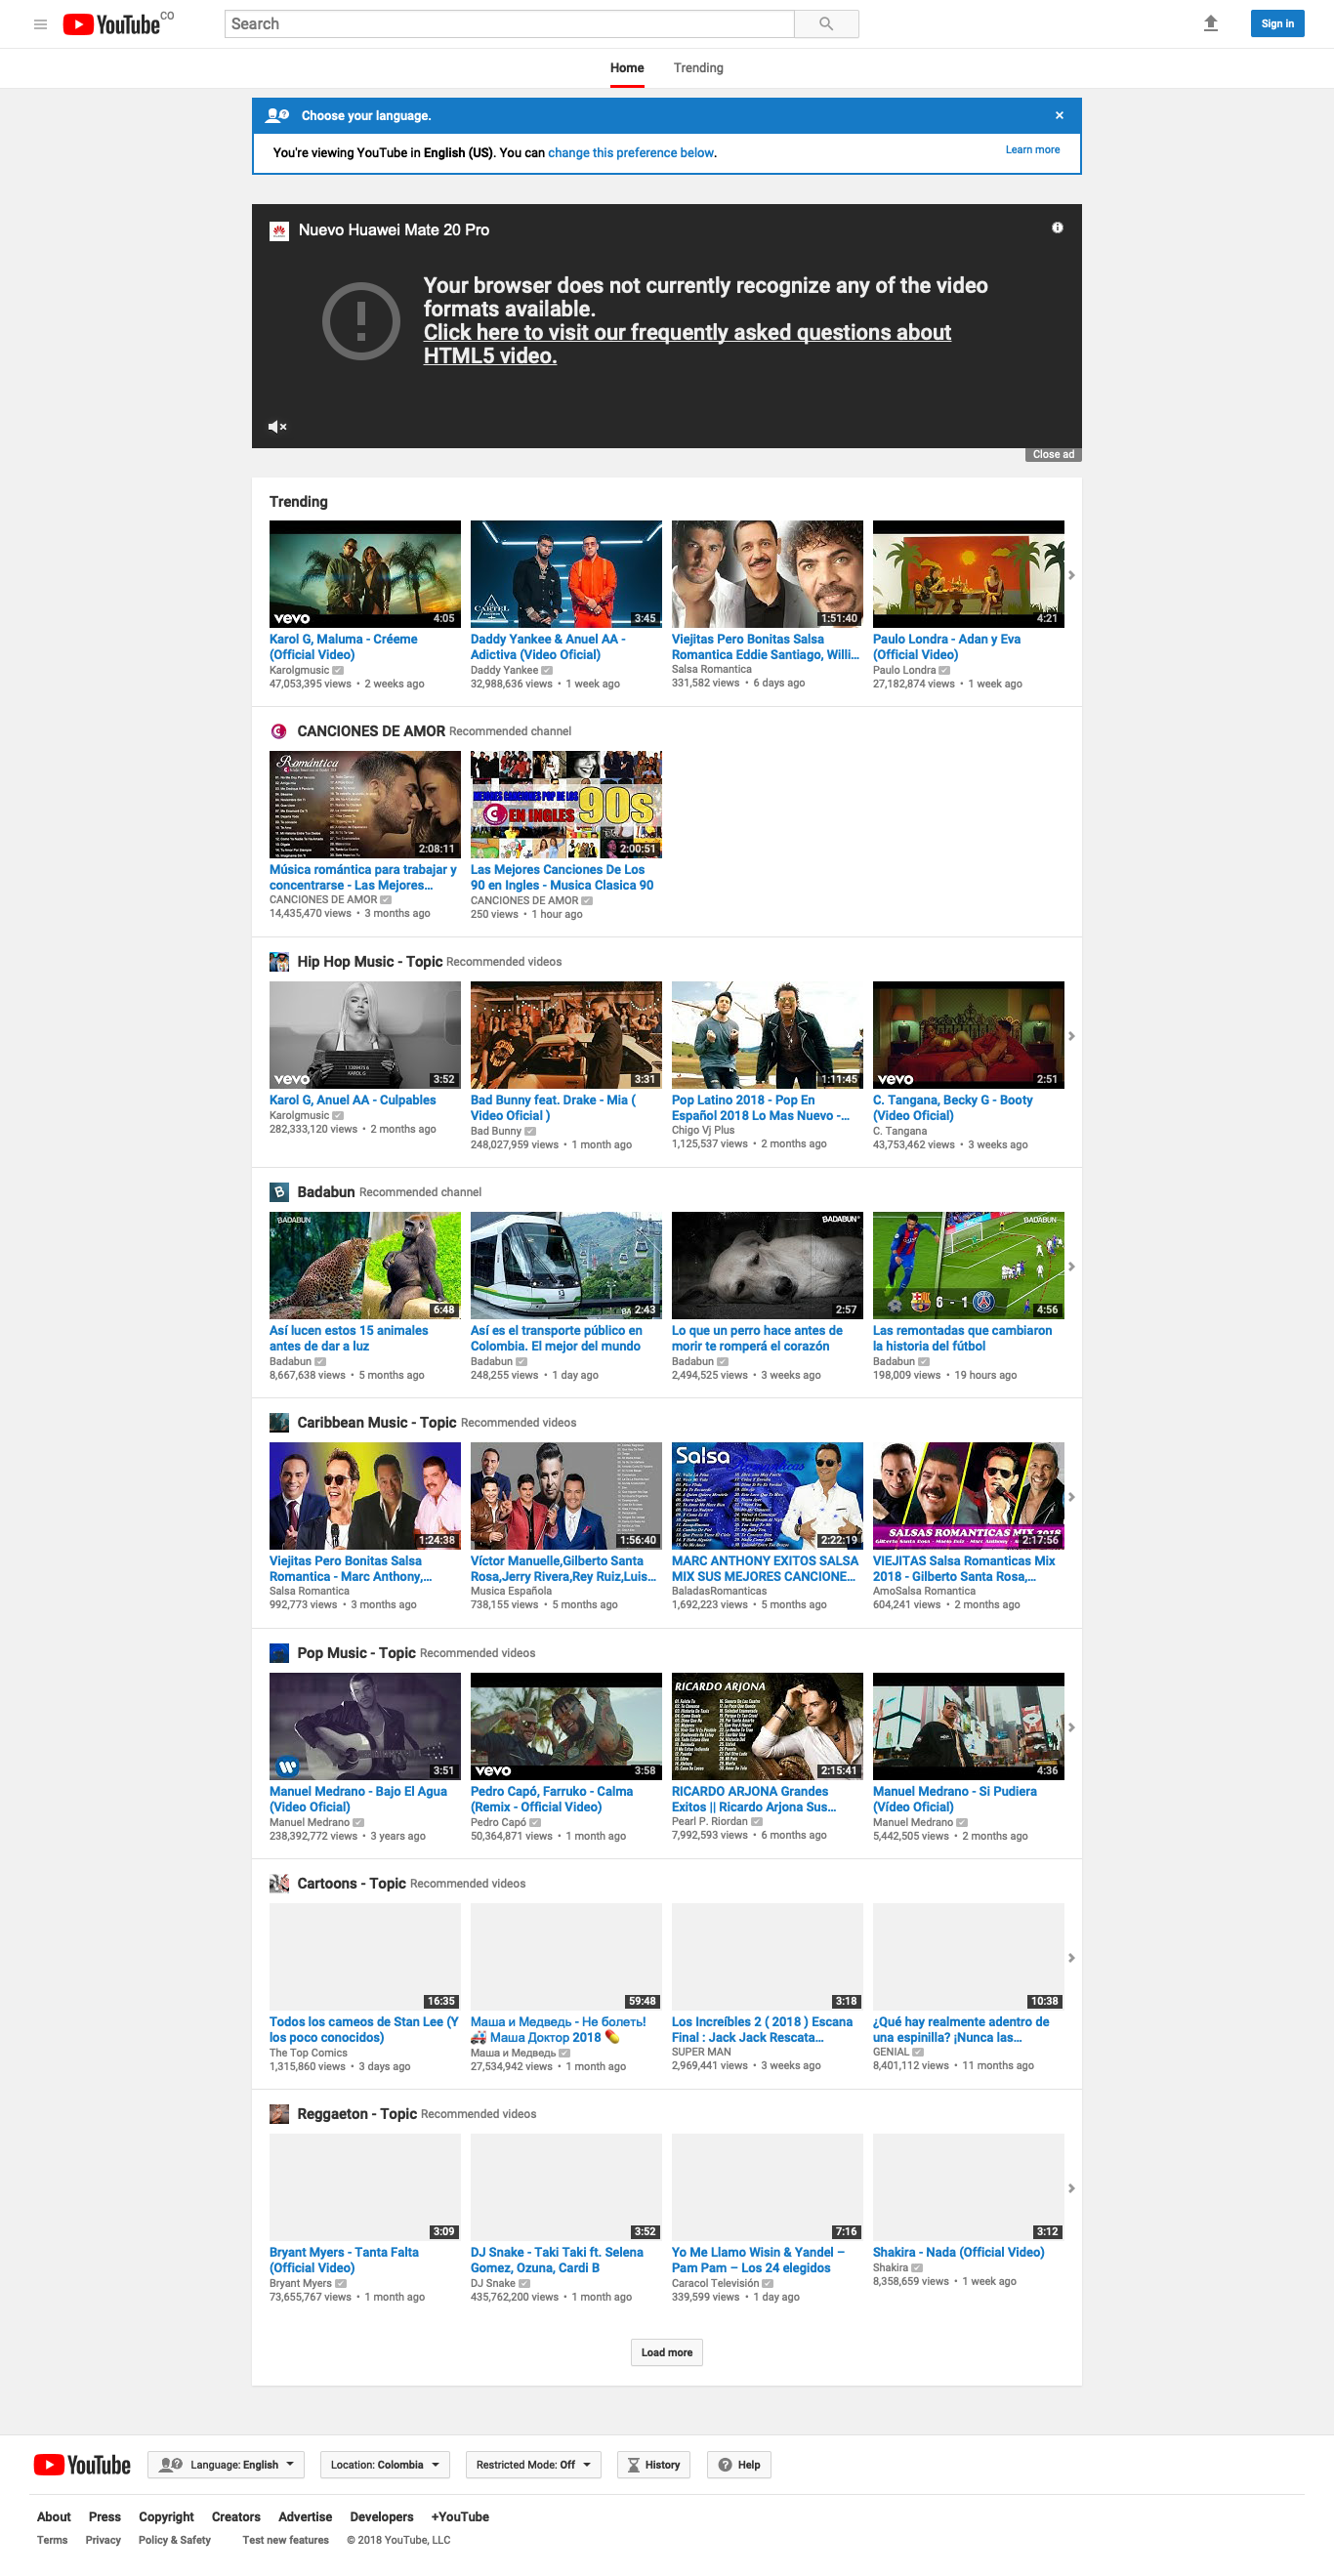 YouTube CO
Search
Sign in
Home Trending
Choose your language.
You're viewing YouTube in English (US). You can change this preference below.
Learn more
Nuevo Huawei Mate 20 Pro
Your browser does not currently recognize any of the video
formats available.
Click here to visit our frequently asked questions about
HTML5 video.
Close ad
Trending
vevo 4:05
Karol G, Maluma - Créeme
(Official Video)
Karolgmusic
47,053,395 views • 2 weeks ago
3:45
Daddy Yankee & Anuel AA -
Adictiva (Video Oficial)
Daddy Yankee
32,988,636 views • 1 week ago
1:51:40
Viejitas Pero Bonitas Salsa
Romantica Eddie Santiago, Willi...
Salsa Romantica
331,582 views • 6 days ago
4:21
Paulo Londra - Adan y Eva
(Official Video)
Paulo Londra
27,182,874 views • 1 week ago
CANCIONES DE AMOR Recommended channel
Romántica
2:08:11
Música romántica para trabajar y
concentrarse - Las Mejores...
CANCIONES DE AMOR
14,435,470 views • 3 months ago
MEJORES CANCIONES POP DE LOS
90s
EN INGLES
2:00:51
Las Mejores Canciones De Los
90 en Ingles - Musica Clasica 90
CANCIONES DE AMOR
250 views • 1 hour ago
Hip Hop Music - Topic Recommended videos
KAROL G
vevo 3:52
Karol G, Anuel AA - Culpables
Karolgmusic
282,333,120 views • 2 months ago
3:31
Bad Bunny feat. Drake - Mia (
Video Oficial )
Bad Bunny
248,027,959 views • 1 month ago
1:11:45
Pop Latino 2018 - Pop En
Español 2018 Lo Mas Nuevo -...
Chigo Vj Plus
1,125,537 views • 2 months ago
vevo 2:51
C. Tangana, Becky G - Booty
(Video Oficial)
C. Tangana
43,753,462 views • 3 weeks ago
Badabun Recommended channel
BADABUN
6:48
Así lucen estos 15 animales
antes de dar a luz
Badabun
8,667,638 views • 5 months ago
2:43
Así es el transporte público en
Colombia. El mejor del mundo
Badabun
248,255 views • 1 day ago
BADABUN
2:57
Lo que un perro hace antes de
morir te romperá el corazón
Badabun
2,494,525 views • 3 weeks ago
BADABUN
6 - 1
4:56
Las remontadas que cambiaron
la historia del fútbol
Badabun
198,009 views • 19 hours ago
Caribbean Music - Topic Recommended videos
1:24:38
Viejitas Pero Bonitas Salsa
Romantica - Marc Anthony,...
Salsa Romantica
992,773 views • 3 months ago
1:56:40
Víctor Manuelle,Gilberto Santa
Rosa,Jerry Rivera,Rey Ruiz,Luis...
Musica Española
738,155 views • 5 months ago
Salsa
Romanticas
2:22:19
MARC ANTHONY EXITOS SALSA
MIX SUS MEJORES CANCIONE...
BaladasRomanticas
1,692,223 views • 5 months ago
SALSAS ROMANTICAS MIX 2018
2:17:56
VIEJITAS Salsa Romanticas Mix
2018 - Gilberto Santa Rosa,...
AmoSalsa Romantica
604,241 views • 2 months ago
Pop Music - Topic Recommended videos
3:51
Manuel Medrano - Bajo El Agua
(Video Oficial)
Manuel Medrano
238,392,772 views • 3 years ago
vevo 3:58
Pedro Capó, Farruko - Calma
(Remix - Official Video)
Pedro Capó
50,364,871 views • 1 month ago
RICARDO ARJONA
2:15:41
RICARDO ARJONA Grandes
Exitos || Ricardo Arjona Sus...
Pearl P. Riordan
7,992,593 views • 6 months ago
4:36
Manuel Medrano - Si Pudiera
(Vídeo Oficial)
Manuel Medrano
5,442,505 views • 2 months ago
Cartoons - Topic Recommended videos
16:35
Todos los cameos de Stan Lee (Y
los poco conocidos)
The Top Comics
1,315,860 views • 3 days ago
59:48
Маша и Медведь - Не болеть!
🚑 Маша Доктор 2018 💊
Маша и Медведь
27,534,942 views • 1 month ago
3:18
Los Increíbles 2 ( 2018 ) Escana
Final : Jack Jack Rescata...
SUPER MAN
2,969,441 views • 3 weeks ago
10:38
¿Qué hay realmente adentro de
una espinilla? ¡Nunca las...
GENIAL
8,401,112 views • 11 months ago
Reggaeton - Topic Recommended videos
3:09
Bryant Myers - Tanta Falta
(Official Video)
Bryant Myers
73,655,767 views • 1 month ago
3:52
DJ Snake - Taki Taki ft. Selena
Gomez, Ozuna, Cardi B
DJ Snake
435,762,200 views • 1 month ago
7:16
Yo Me Llamo Wisin & Yandel –
Pam Pam – Los 24 elegidos
Caracol Televisión
339,599 views • 1 day ago
3:12
Shakira - Nada (Official Video)
Shakira
8,358,659 views • 1 week ago
Load more
YouTube
Language: English
Location: Colombia
Restricted Mode: Off
History
Help
About Press Copyright Creators Advertise Developers +YouTube
Terms Privacy Policy & Safety Test new features © 2018 YouTube, LLC